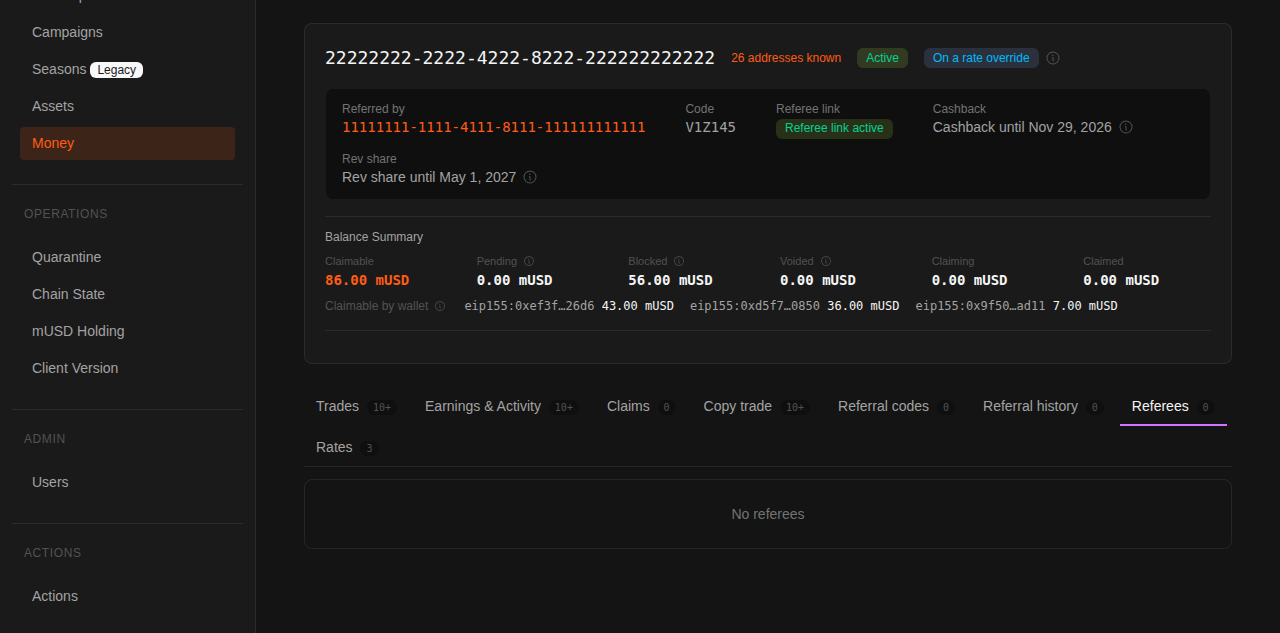 Campaigns
Seasons Legacy
Assets
Money
OPERATIONS
Quarantine
Chain State
mUSD Holding
Client Version
ADMIN
Users
ACTIONS
Actions
22222222-2222-4222-8222-222222222222 26 addresses known Active On a rate override
Referred by Code Referee link Cashback
11111111-1111-4111-8111-111111111111 V1Z145 Referee link active Cashback until Nov 29, 2026
Rev share
Rev share until May 1, 2027
Balance Summary
Claimable Pending Blocked Voided Claiming Claimed
86.00 mUSD 0.00 mUSD 56.00 mUSD 0.00 mUSD 0.00 mUSD 0.00 mUSD
Claimable by wallet eip155:0xef3f…26d6 43.00 mUSD eip155:0xd5f7…0850 36.00 mUSD eip155:0x9f50…ad11 7.00 mUSD
Trades 10+ Earnings & Activity 10+ Claims 0 Copy trade 10+ Referral codes 0 Referral history 0 Referees 0
Rates 3
No referees